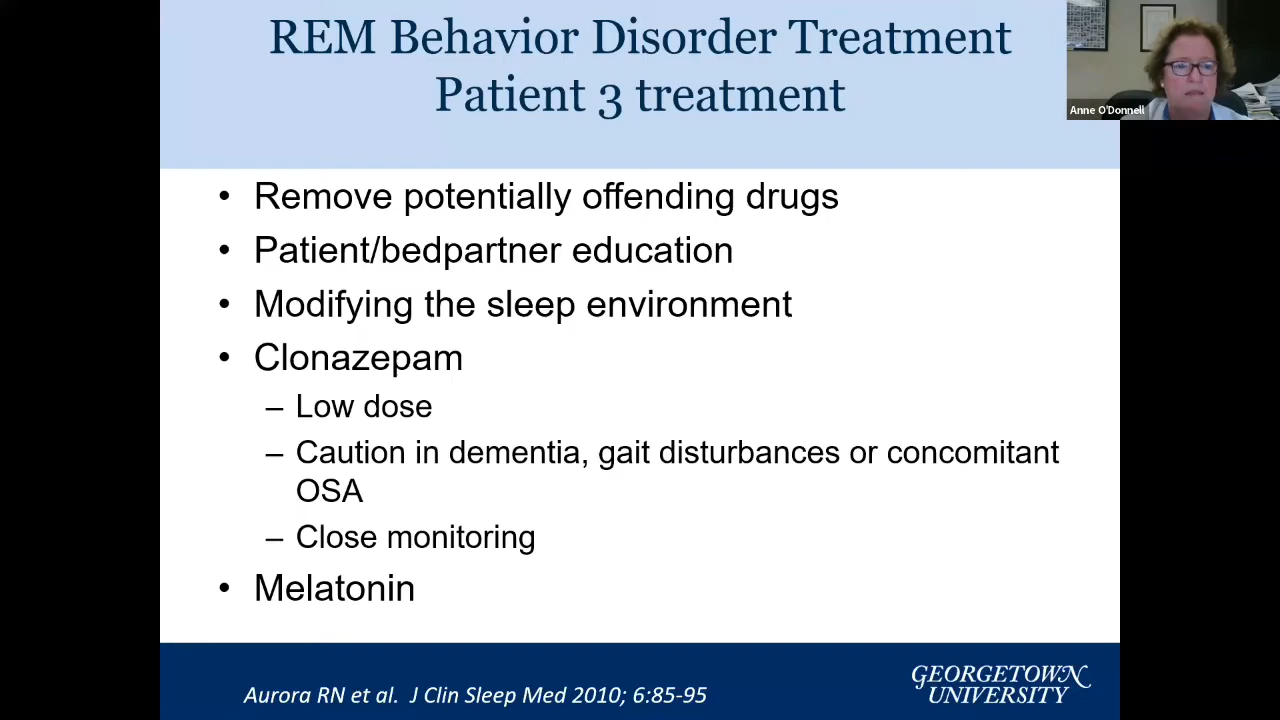 REM Behavior Disorder Treatment
Patient 3 treatment
Anne O'Donnell
• Remove potentially offending drugs
• Patient/bedpartner education
• Modifying the sleep environment
• Clonazepam
– Low dose
– Caution in dementia, gait disturbances or concomitant
OSA
– Close monitoring
• Melatonin
Aurora RN et al. J Clin Sleep Med 2010; 6:85-95
GEORGETOWN
UNIVERSITY